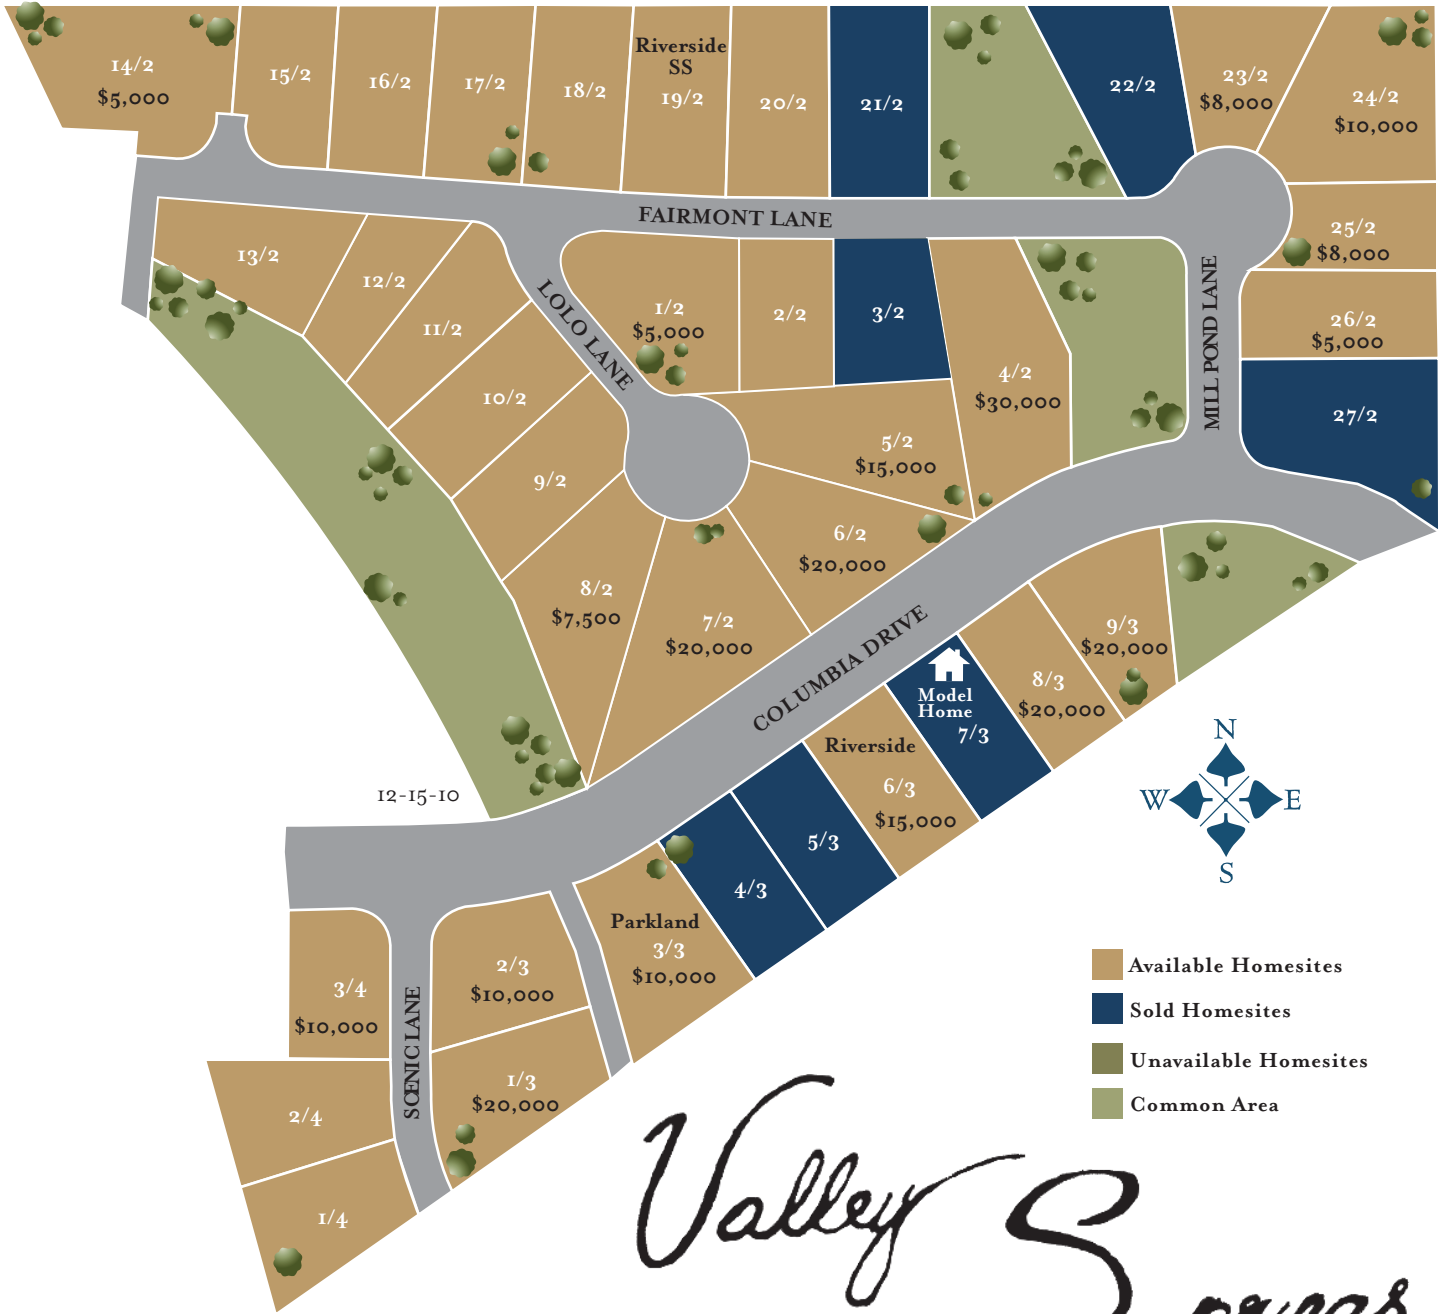 14/2
$5,000
15/2
16/2
17/2
18/2
Riverside
SS
19/2
20/2
21/2
22/2
23/2
$8,000
24/2
$10,000
FAIRMONT LANE
25/2
$8,000
26/2
$5,000
27/2
MILL POND LANE
13/2
12/2
11/2
10/2
9/2
LOLO LANE
1/2
$5,000
2/2
3/2
4/2
$30,000
5/2
$15,000
6/2
$20,000
7/2
$20,000
8/2
$7,500
COLUMBIA DRIVE
9/3
$20,000
8/3
$20,000
Model
Home
7/3
Riverside
6/3
$15,000
5/3
4/3
Parkland
3/3
$10,000
12-15-10
2/3
$10,000
1/3
$20,000
SCENIC LANE
3/4
$10,000
2/4
1/4
N
W E
S
Available Homesites
Sold Homesites
Unavailable Homesites
Common Area
Valley
Springs